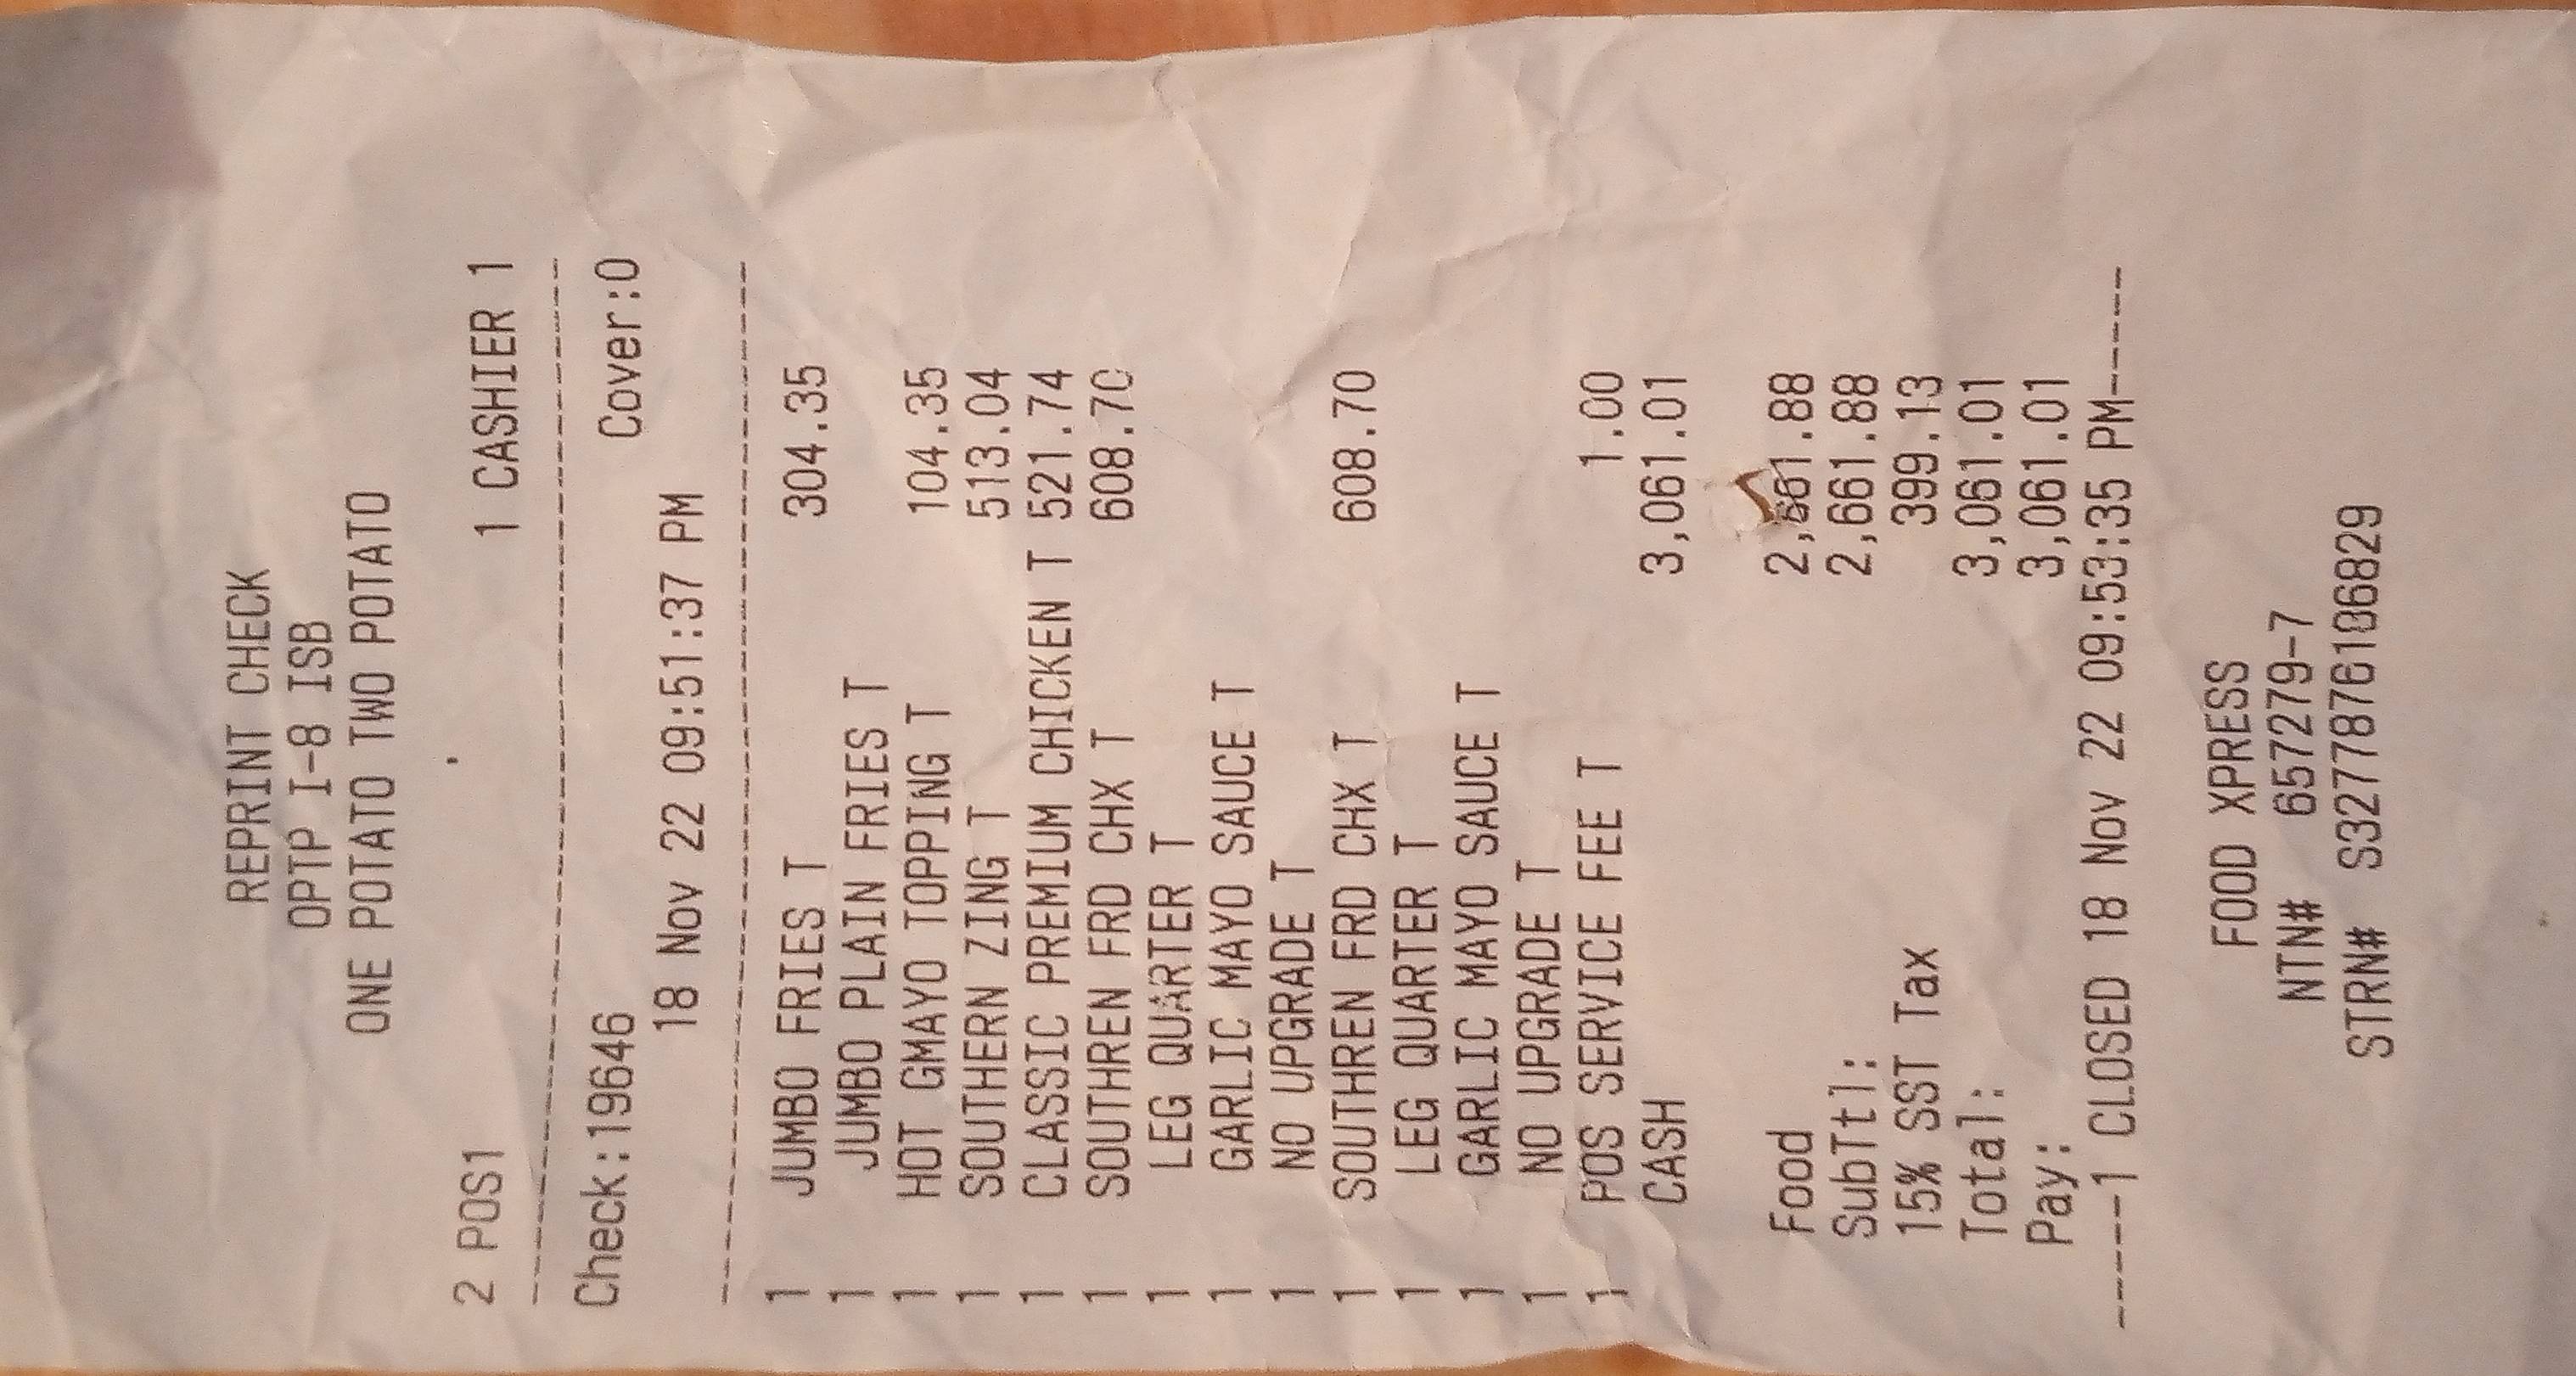 REPRINT CHECK
OPTP I-8 ISB
ONE POTATO TWO POTATO
2 POS1 1 CASHIER 1
Check:19646 Cover:0
18 Nov 22 09:51:37 PM
1 JUMBO FRIES T 304.35
1 JUMBO PLAIN FRIES T
1 HOT GMAYO TOPPING T 104.35
1 SOUTHERN ZING T 513.04
1 CLASSIC PREMIUM CHICKEN T 521.74
1 SOUTHREN FRD CHX T 608.70
1 LEG QUARTER T
1 GARLIC MAYO SAUCE T
1 NO UPGRADE T
1 SOUTHREN FRD CHX T 608.70
1 LEG QUARTER T
1 GARLIC MAYO SAUCE T
1 NO UPGRADE T
1 POS SERVICE FEE T 1.00
CASH 3,061.01
Food 2,661.88
SubTtl: 2,661.88
15% SST Tax 399.13
Total: 3,061.01
Pay: 3,061.01
-----1 CLOSED 18 Nov 22 09:53:35 PM-----
FOOD XPRESS
NTN# 657279-7
STRN# S3277876186829